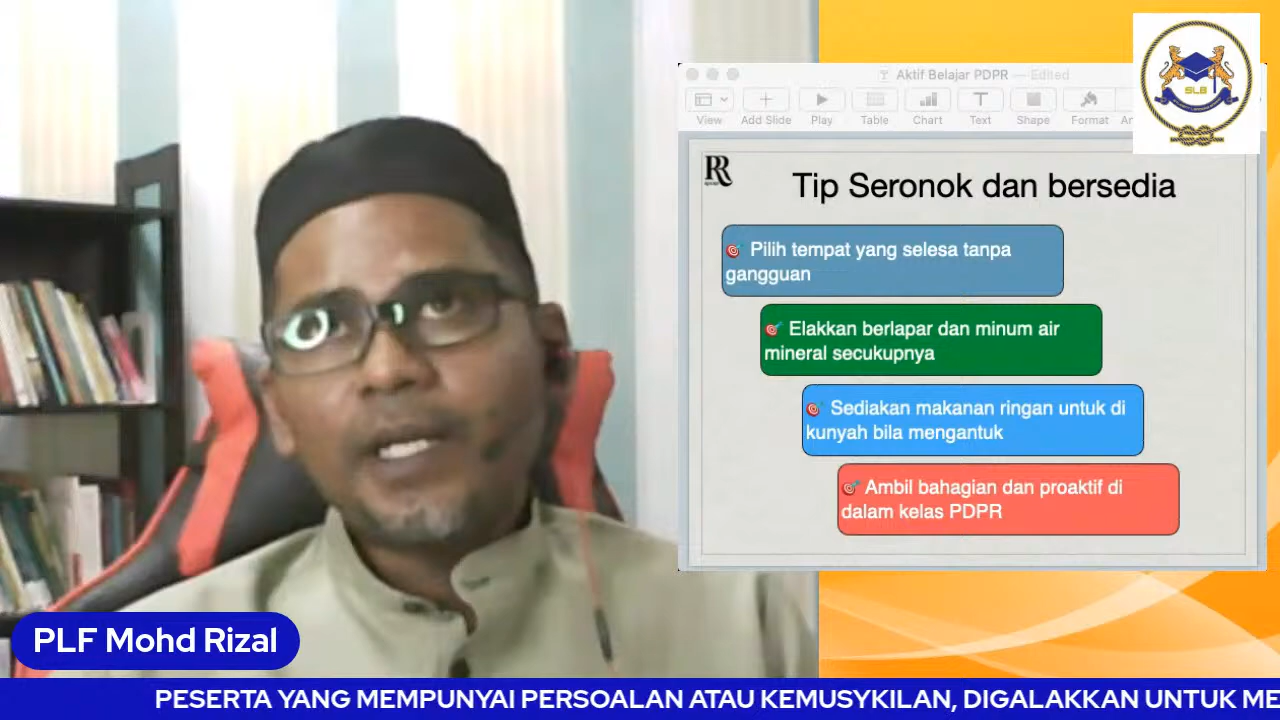 Aktif Belajar PDPR — Edited
View
Add Slide
Play
Table
Chart
Text
Shape
Format
SLB
RR
Tip Seronok dan bersedia
Pilih tempat yang selesa tanpa
gangguan
Elakkan berlapar dan minum air
mineral secukupnya
Sediakan makanan ringan untuk di
kunyah bila mengantuk
Ambil bahagian dan proaktif di
dalam kelas PDPR
PLF Mohd Rizal
PESERTA YANG MEMPUNYAI PERSOALAN ATAU KEMUSYKILAN, DIGALAKKAN UNTUK ME